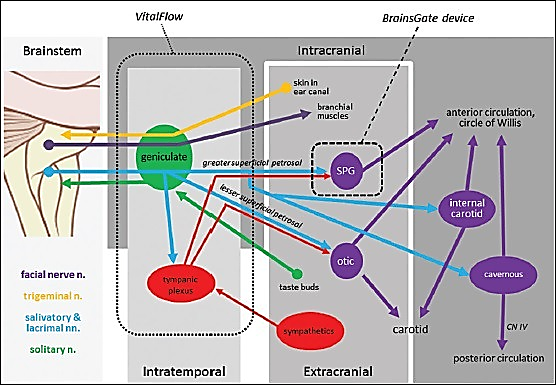 VitalFlow
BrainsGate device
Brainstem
Intracranial
skin in
ear canal
branchial
muscles
anterior circulation,
circle of Willis
geniculate
greater superficial petrosal
SPG
lesser superficial petrosal
internal
carotid
otic
cavernous
tympanic
plexus
taste buds
facial nerve n.
trigeminal n.
salivatory &
lacrimal nn.
solitary n.
sympathetics
carotid
CN IV
posterior circulation
Intratemporal
Extracranial